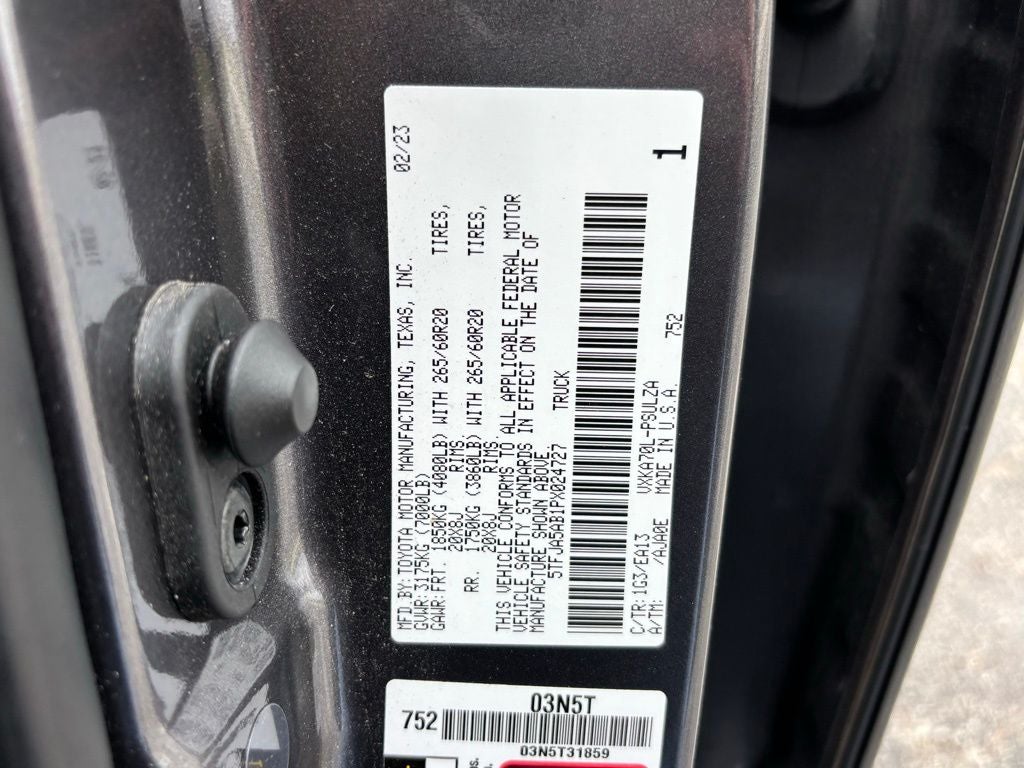 MFD.BY:TOYOTA MOTOR MANUFACTURING, TEXAS, INC. 02/23
GVWR:3175KG(7000LB)
GAWR:FRT. 1850KG (4080LB) WITH 265/60R20 TIRES,
20X8J RIMS.
RR. 1750KG (3860LB) WITH 265/60R20 TIRES,
20X8J RIMS.
THIS VEHICLE CONFORMS TO ALL APPLICABLE FEDERAL MOTOR
VEHICLE SAFETY STANDARDS IN EFFECT ON THE DATE OF
MANUFACTURE SHOWN ABOVE
5TFJA5AB1PX024727 TRUCK
1
C/TR:1G3/EA13 VXKA70L-PSULZA 752
A/TM: /AJA0E MADE IN U.S.A.
03N5T
752
03N5T31859